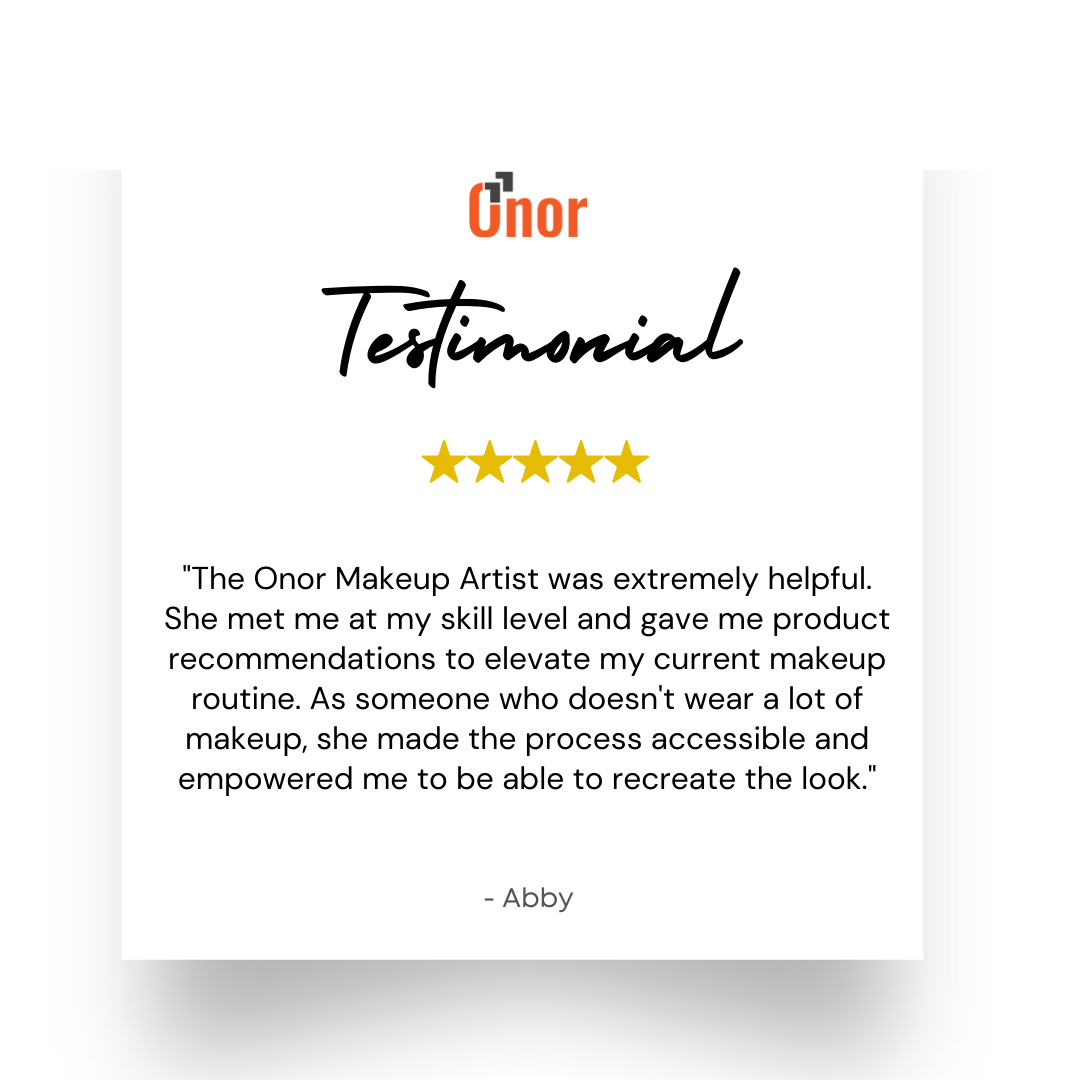 Onor
Testimonial
"The Onor Makeup Artist was extremely helpful.
She met me at my skill level and gave me product
recommendations to elevate my current makeup
routine. As someone who doesn't wear a lot of
makeup, she made the process accessible and
empowered me to be able to recreate the look."
- Abby